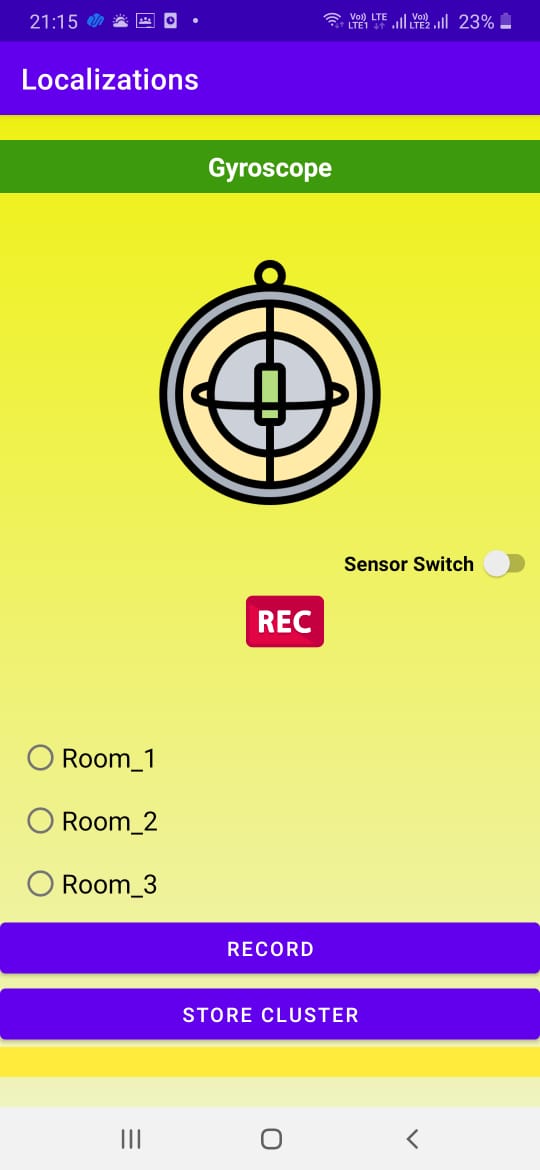 21:15
Vo) LTE
LTE1
Vo)
LTE2
23%
Localizations
Gyroscope
Sensor Switch
REC
Room_1
Room_2
Room_3
RECORD
STORE CLUSTER